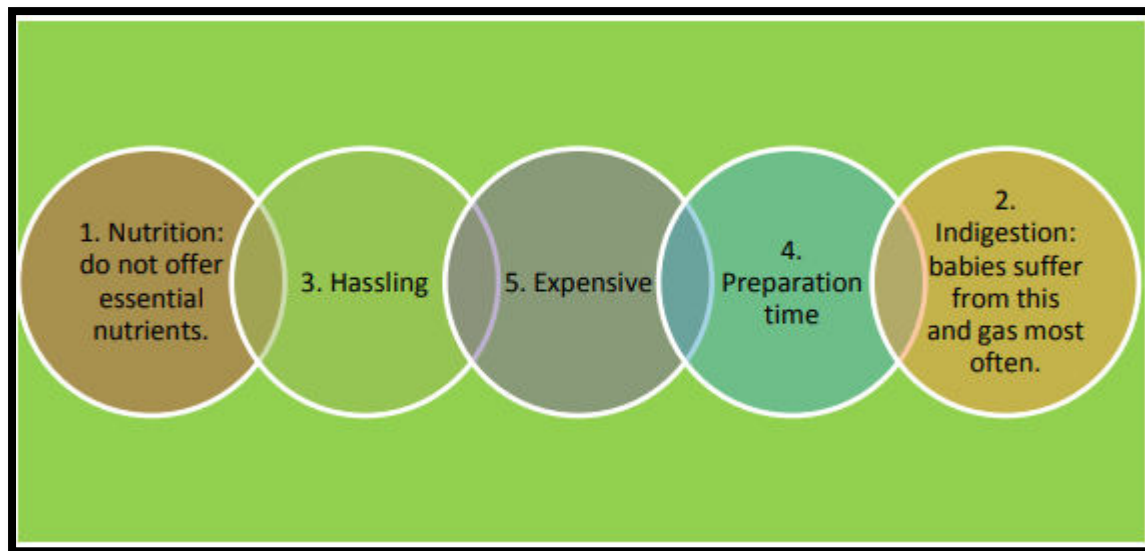 1. Nutrition:
do not offer
essential
nutrients.
3. Hassling
5. Expensive
4.
Preparation
time
2.
Indigestion:
babies suffer
from this
and gas most
often.